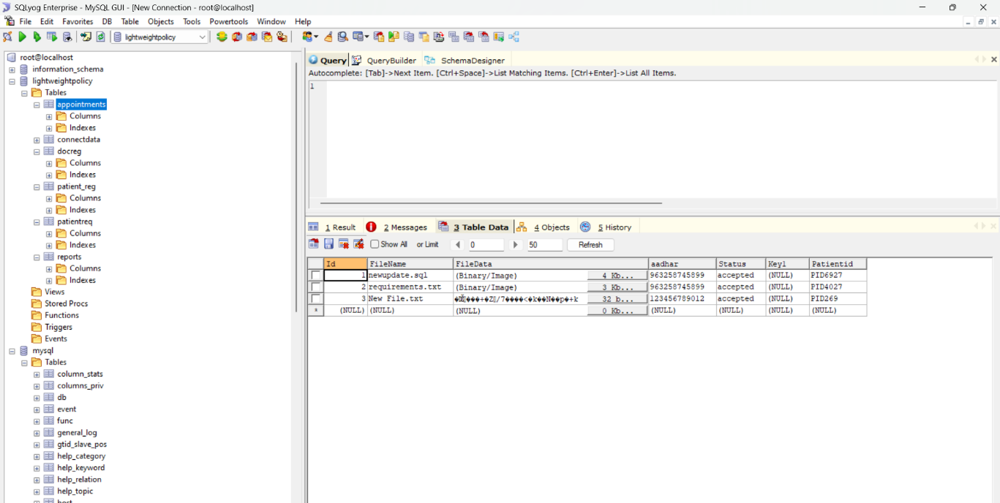 SQLyog Enterprise - MySQL GUI - [New Connection - root@localhost]
File Edit Favorites DB Table Objects Tools Powertools Window Help
lightweightpolicy
root@localhost
information_schema
lightweightpolicy
Tables
appointments
Columns
Indexes
connectdata
docreg
Columns
Indexes
patient_reg
Columns
Indexes
patientreq
Columns
Indexes
reports
Columns
Indexes
Views
Stored Procs
Functions
Triggers
Events
mysql
Tables
column_stats
columns_priv
db
event
func
general_log
gtid_slave_pos
help_category
help_keyword
help_relation
help_topic
Query QueryBuilder SchemaDesigner
Autocomplete: [Tab]->Next Item. [Ctrl+Space]->List Matching Items. [Ctrl+Enter]->List All Items.
1
1 Result 2 Messages 3 Table Data 4 Objects 5 History
Show All or Limit 0 50 Refresh
Id FileName FileData aadhar Status Key1 Patientid
1 newupdate.sql (Binary/Image) 4 Kb... 963258745899 accepted (NULL) PID6927
2 requirements.txt (Binary/Image) 3 Kb... 963258745899 accepted (NULL) PID4027
3 New File.txt 32 b... 123456789012 accepted (NULL) PID269
* (NULL) (NULL) (NULL) 0 Kb... (NULL) (NULL) (NULL) (NULL)